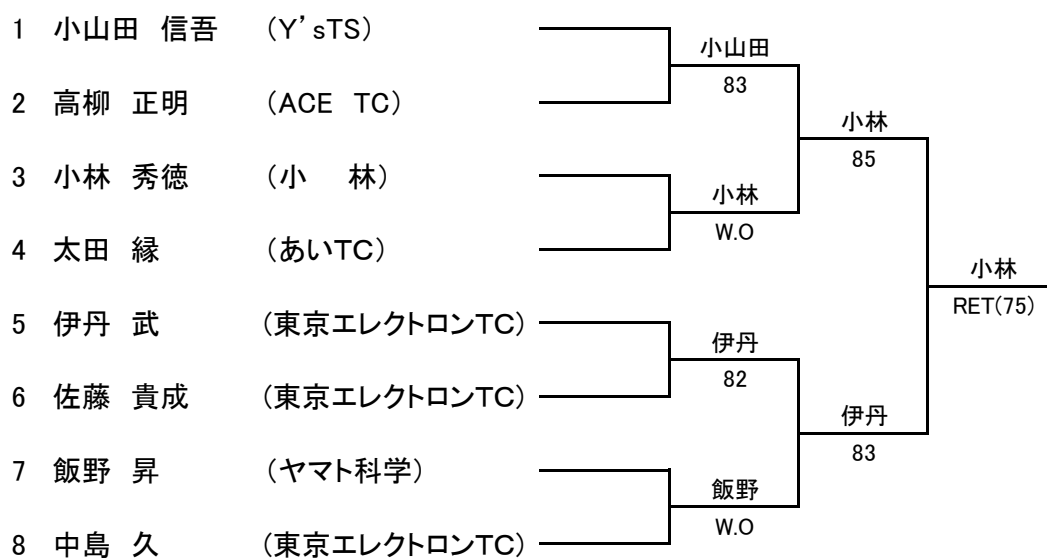 1 小山田 信吾 (Y'sTS)
小山田
83
2 高柳 正明 (ACE TC)
小林
85
3 小林 秀徳 (小 林)
小林
W.O
4 太田 縁 (あいTC)
小林
RET(75)
5 伊丹 武 (東京エレクトロンTC)
伊丹
82
6 佐藤 貴成 (東京エレクトロンTC)
伊丹
83
7 飯野 昇 (ヤマト科学)
飯野
W.O
8 中島 久 (東京エレクトロンTC)